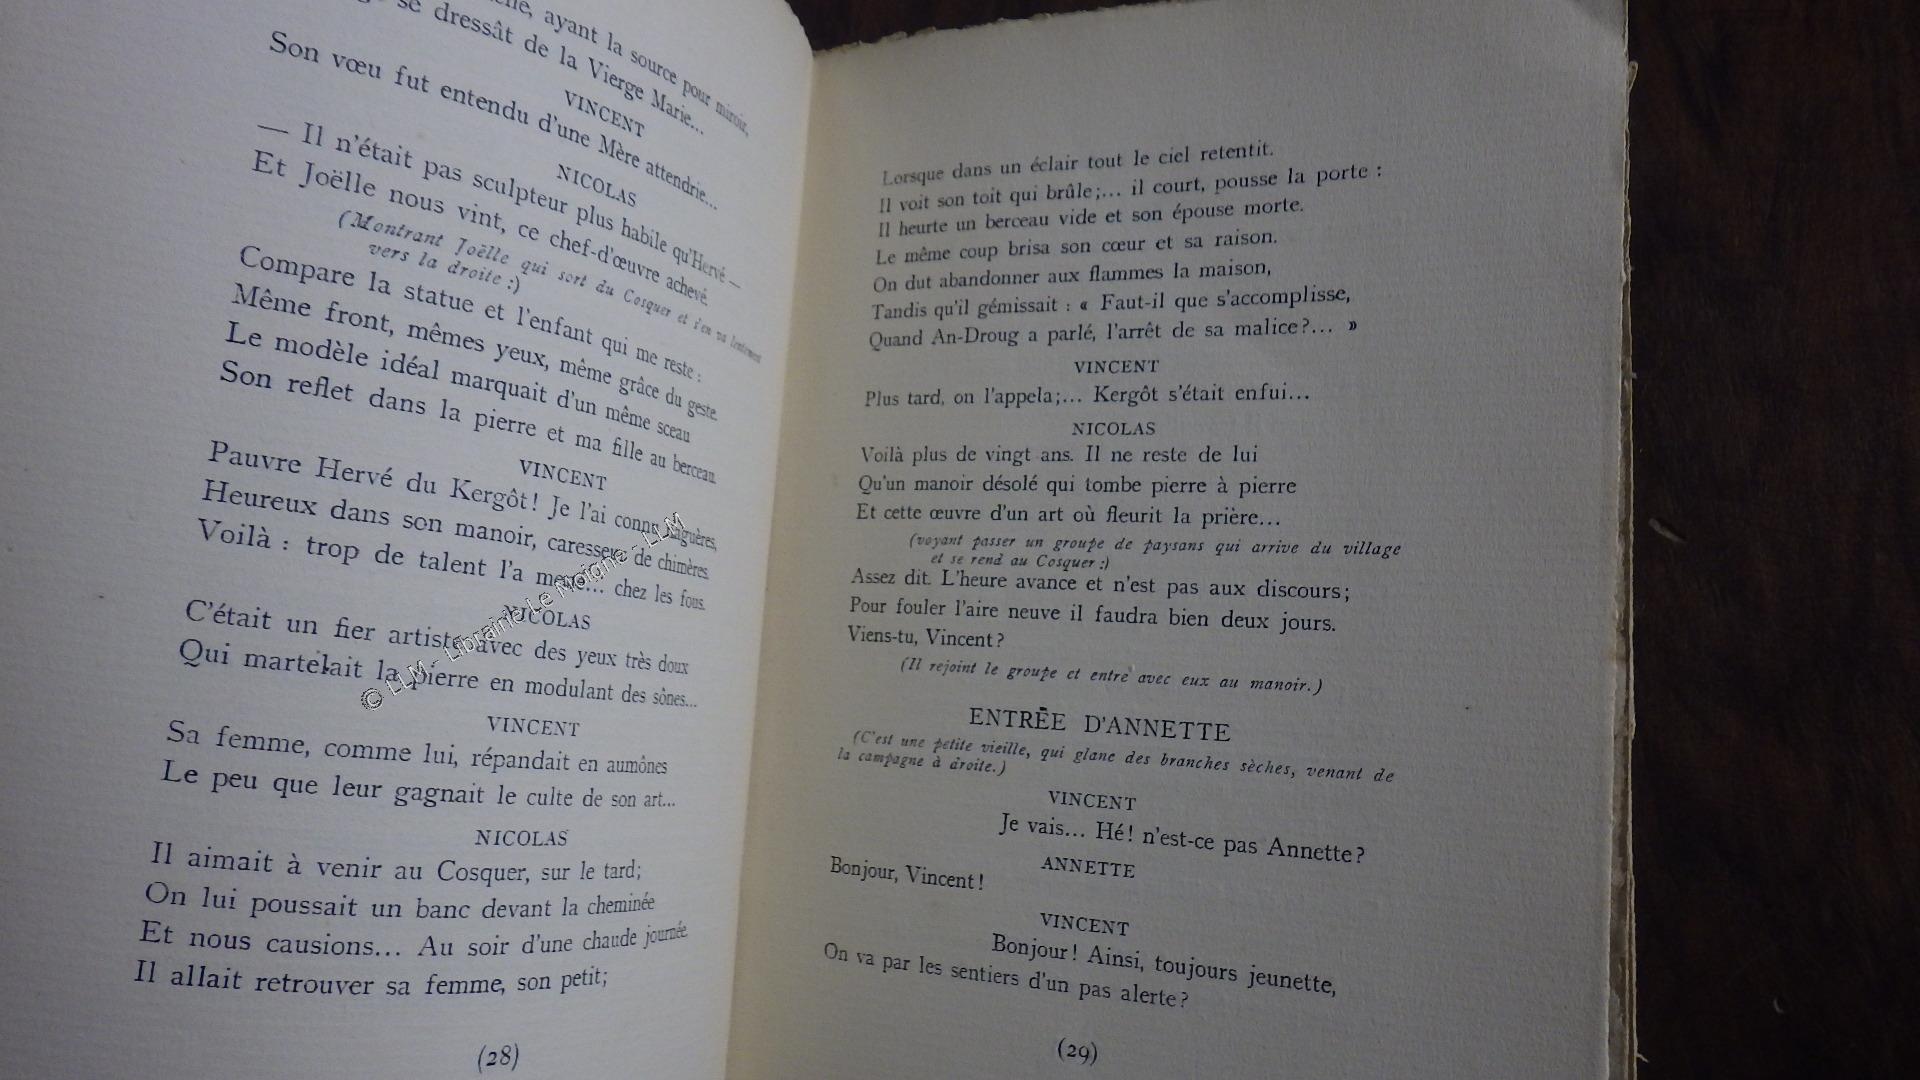 ayant la source pour miroir,
se dressât de la Vierge Marie...
VINCENT
Son vœu fut entendu d'une Mère attendrie...
NICOLAS
— Il n'était pas sculpteur plus habile qu'Hervé —
Et Joëlle nous vint, ce chef-d'œuvre achevé.
(Montrant Joëlle qui sort du Cosquer et s'en va lentement
vers la droite :)
Compare la statue et l'enfant qui me reste :
Même front, mêmes yeux, même grâce du geste.
Le modèle idéal marquait d'un même sceau
Son reflet dans la pierre et ma fille au berceau.
VINCENT
Pauvre Hervé du Kergôt! Je l'ai connu naguères,
Heureux dans son manoir, caresseur de chimères.
Voilà : trop de talent l'a mené... chez les fous.
NICOLAS
C'était un fier artiste avec des yeux très doux
Qui martelait la pierre en modulant des sônes...
VINCENT
Sa femme, comme lui, répandait en aumônes
Le peu que leur gagnait le culte de son art...
NICOLAS
Il aimait à venir au Cosquer, sur le tard;
On lui poussait un banc devant la cheminée
Et nous causions... Au soir d'une chaude journée
Il allait retrouver sa femme, son petit;
(28)
© LLM - Librairie Le Moigne - LLM
Lorsque dans un éclair tout le ciel retentit.
Il voit son toit qui brûle;... il court, pousse la porte :
Il heurte un berceau vide et son épouse morte.
Le même coup brisa son cœur et sa raison.
On dut abandonner aux flammes la maison,
Tandis qu'il gémissait : « Faut-il que s'accomplisse,
Quand An-Droug a parlé, l'arrêt de sa malice?... »
VINCENT
Plus tard, on l'appela;... Kergôt s'était enfui...
NICOLAS
Voilà plus de vingt ans. Il ne reste de lui
Qu'un manoir désolé qui tombe pierre à pierre
Et cette œuvre d'un art où fleurit la prière...
(voyant passer un groupe de paysans qui arrive du village
et se rend au Cosquer :)
Assez dit. L'heure avance et n'est pas aux discours;
Pour fouler l'aire neuve il faudra bien deux jours.
Viens-tu, Vincent?
(Il rejoint le groupe et entre avec eux au manoir.)
ENTRÉE D'ANNETTE
(C'est une petite vieille, qui glane des branches sèches, venant de
la campagne à droite.)
VINCENT
Je vais... Hé! n'est-ce pas Annette?
ANNETTE
Bonjour, Vincent!
VINCENT
Bonjour! Ainsi, toujours jeunette,
On va par les sentiers d'un pas alerte?
(29)